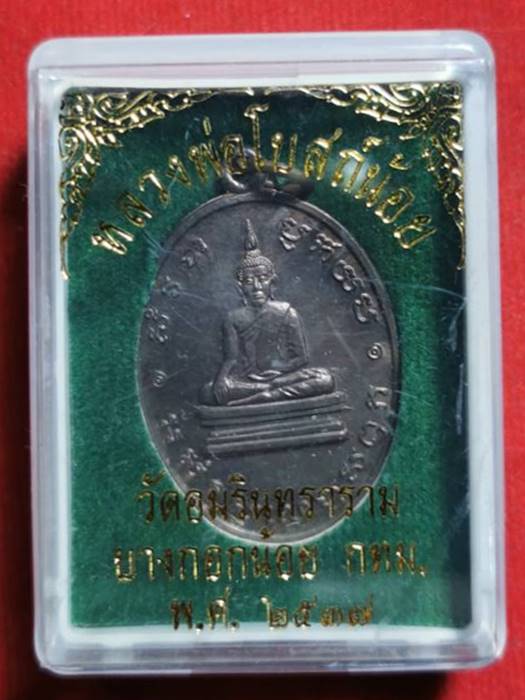 หลวงพ่อโบสถ์น้อย
วัดอมรินทราราม
บางกอกน้อย กทม.
พ.ศ. ๒๕๓๗